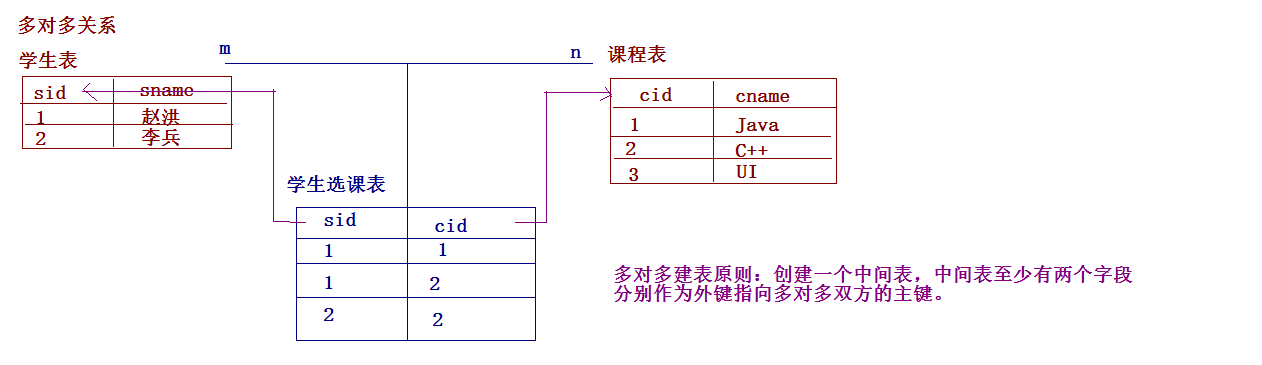 多对多关系
学生表
m
n
课程表
sid sname
1 赵洪
2 李兵
cid cname
1 Java
2 C++
3 UI
学生选课表
sid cid
1 1
1 2
2 2
多对多建表原则：创建一个中间表，中间表至少有两个字段
分别作为外键指向多对多双方的主键。